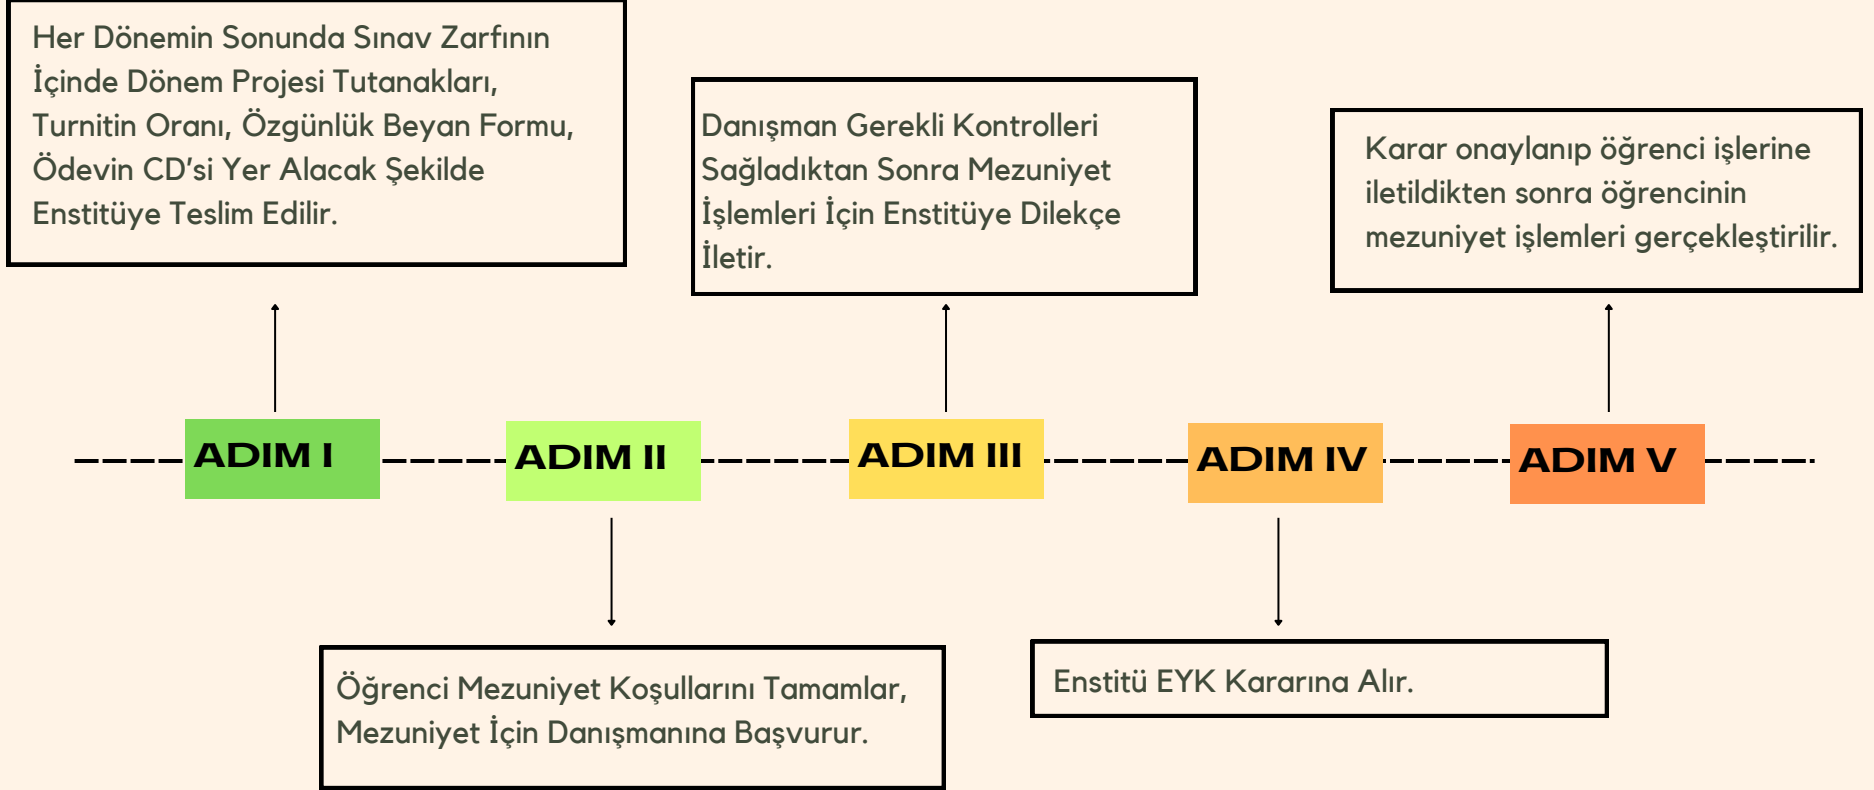 Her Dönemin Sonunda Sınav Zarfının
İçinde Dönem Projesi Tutanakları,
Turnitin Oranı, Özgünlük Beyan Formu,
Ödevin CD'si Yer Alacak Şekilde
Enstitüye Teslim Edilir.
Danışman Gerekli Kontrolleri
Sağladıktan Sonra Mezuniyet
İşlemleri İçin Enstitüye Dilekçe
İletir.
Karar onaylanıp öğrenci işlerine
iletildikten sonra öğrencinin
mezuniyet işlemleri gerçekleştirilir.
ADIM I
ADIM II
ADIM III
ADIM IV
ADIM V
Öğrenci Mezuniyet Koşullarını Tamamlar,
Mezuniyet İçin Danışmanına Başvurur.
Enstitü EYK Kararına Alır.